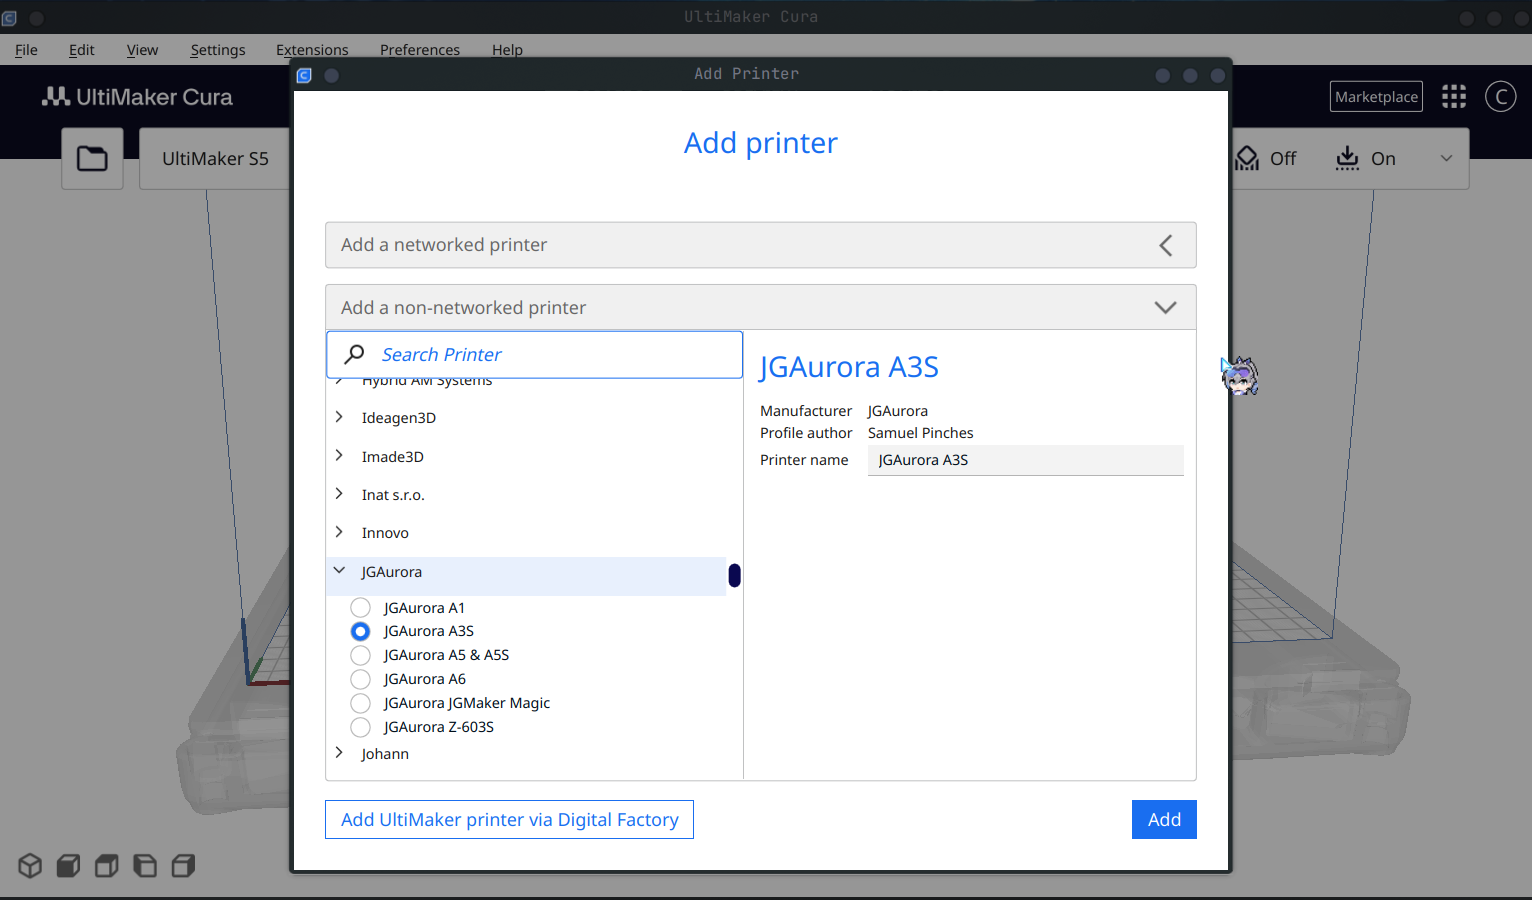 UltiMaker Cura
File Edit View Settings Extensions Preferences Help
Add Printer
UltiMaker Cura
Marketplace
C
UltiMaker S5
Off
On
Add printer
Add a networked printer
Add a non-networked printer
Search Printer
Hybrid AM Systems
Ideagen3D
Imade3D
Inat s.r.o.
Innovo
JGAurora
JGAurora A1
JGAurora A3S
JGAurora A5 & A5S
JGAurora A6
JGAurora JGMaker Magic
JGAurora Z-603S
Johann
JGAurora A3S
Manufacturer JGAurora
Profile author Samuel Pinches
Printer name JGAurora A3S
Add UltiMaker printer via Digital Factory
Add